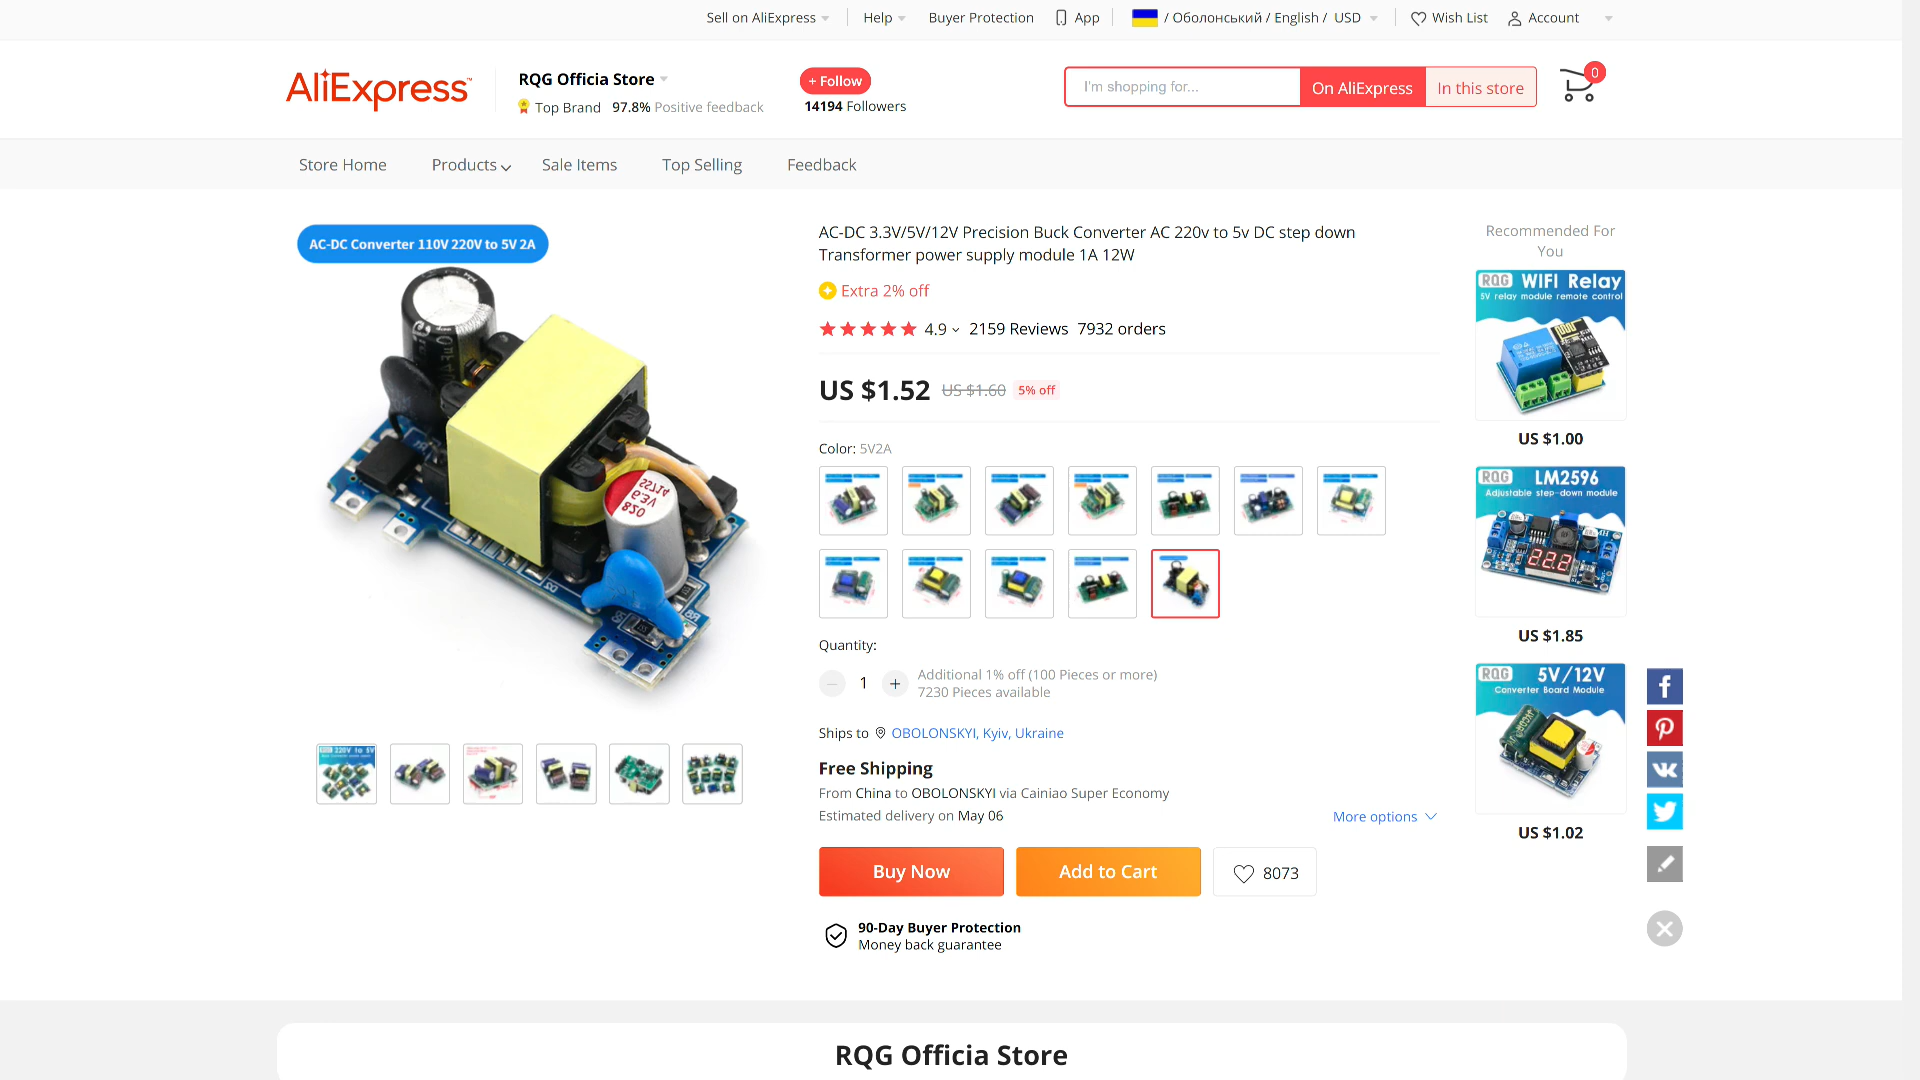 Sell on AliExpress
Help
Buyer Protection
App
/ Оболонський / English / USD
Wish List
Account
AliExpress™
RQG Officia Store
Top Brand 97.8% Positive feedback
+ Follow
14194 Followers
I'm shopping for...
On AliExpress
In this store
0
Store Home
Products
Sale Items
Top Selling
Feedback
AC-DC Converter 110V 220V to 5V 2A
AC-DC 3.3V/5V/12V Precision Buck Converter AC 220v to 5v DC step down
Transformer power supply module 1A 12W
Extra 2% off
4.9 2159 Reviews 7932 orders
US $1.52 US $1.60 5% off
Color: 5V2A
Quantity:
1
Additional 1% off (100 Pieces or more)
7230 Pieces available
Ships to OBOLONSKYI, Kyiv, Ukraine
Free Shipping
From China to OBOLONSKYI via Cainiao Super Economy
Estimated delivery on May 06
More options
Buy Now
Add to Cart
8073
90-Day Buyer Protection
Money back guarantee
Recommended For
You
RQG WIFI Relay
5V relay module remote control
US $1.00
RQG LM2596
Adjustable step-down module
US $1.85
RQG 5V/12V
Converter Board Module
US $1.02
820
6.3V
RQG Officia Store